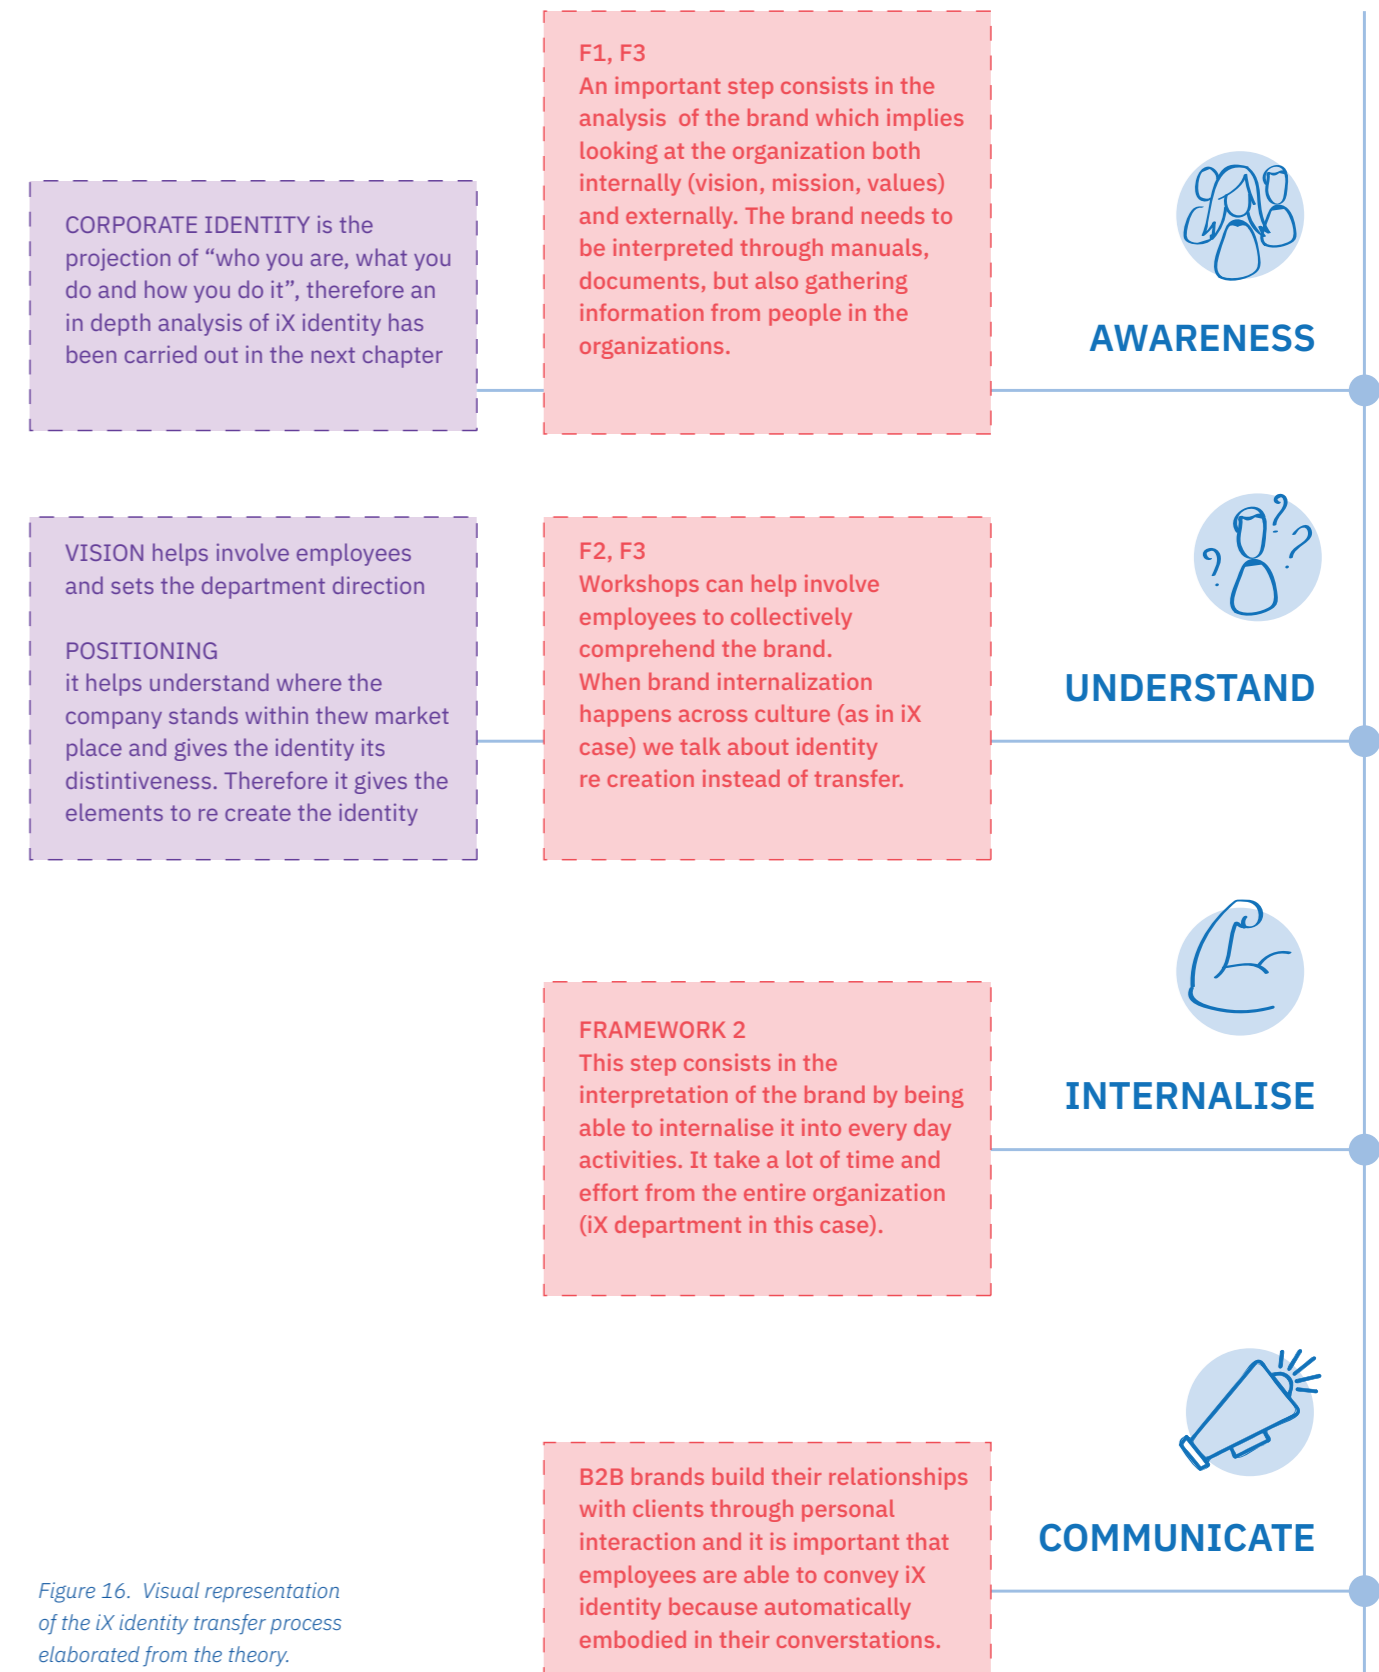 F1, F3
An important step consists in the
analysis  of the brand which implies
looking at the organization both
internally (vision, mission, values)
and externally. The brand needs to
be interpreted through manuals,
documents, but also gathering
information from people in the
organizations.
CORPORATE IDENTITY is the
projection of “who you are, what you
do and how you do it”, therefore an
in depth analysis of iX identity has
been carried out in the next chapter
AWARENESS
VISION helps involve employees
and sets the department direction
POSITIONING
it helps understand where the
company stands within thew market
place and gives the identity its
distintiveness. Therefore it gives the
elements to re create the identity
F2, F3
Workshops can help involve
employees to collectively
comprehend the brand.
When brand internalization
happens across culture (as in iX
case) we talk about identity
re creation instead of transfer.
UNDERSTAND
FRAMEWORK 2
This step consists in the
interpretation of the brand by being
able to internalise it into every day
activities. It take a lot of time and
effort from the entire organization
(iX department in this case).
INTERNALISE
B2B brands build their relationships
with clients through personal
interaction and it is important that
employees are able to convey iX
identity because automatically
embodied in their converstations.
COMMUNICATE
Figure 16.  Visual representation
of the iX identity transfer process
elaborated from the theory.